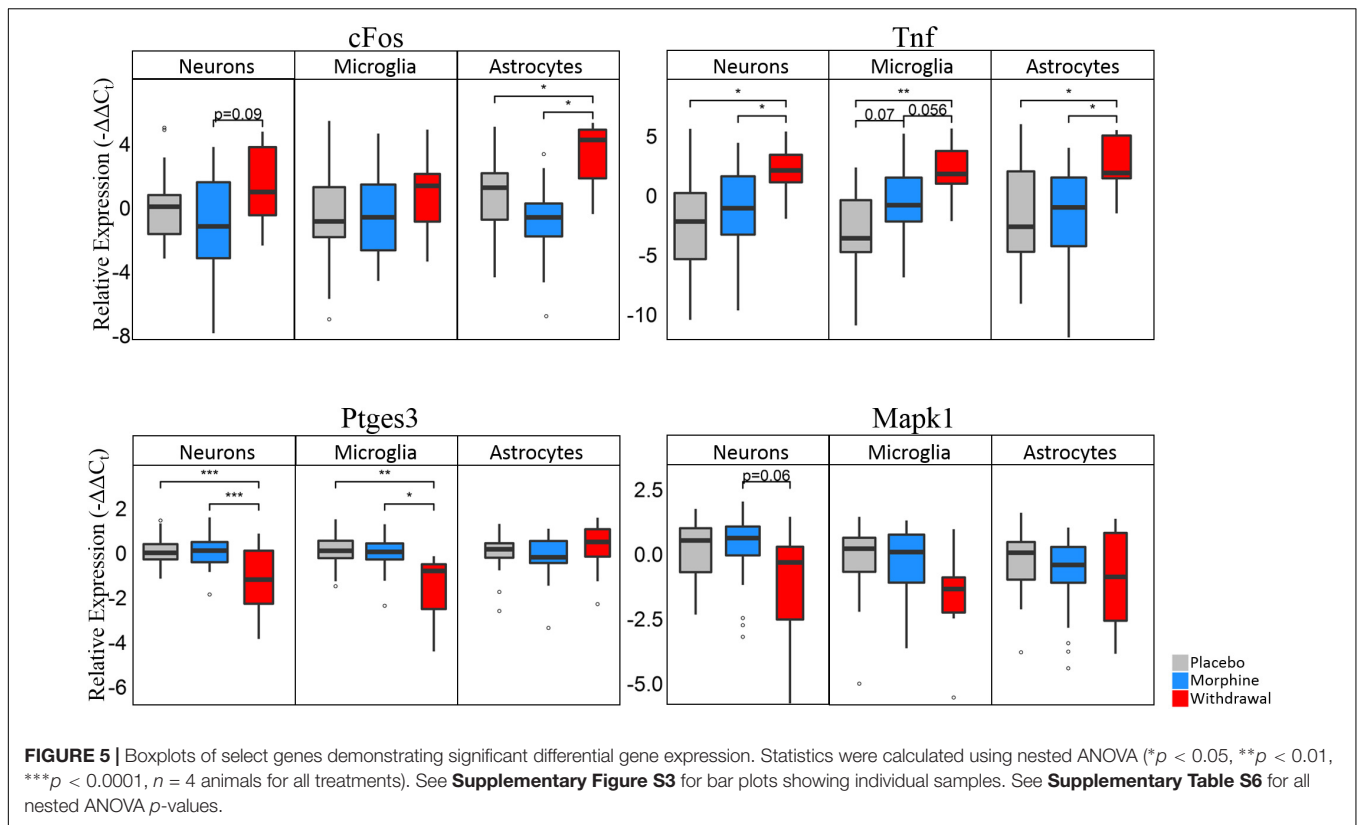 cFos
Neurons Microglia Astrocytes
Relative Expression (-ΔΔCt)
4
0
-4
-8
p=0.09
*
*
Tnf
Neurons Microglia Astrocytes
5
0
-5
-10
*
*
**
0.07
0.056
*
*
Ptges3
Neurons Microglia Astrocytes
Relative Expression (-ΔΔCt)
2
0
-2
-4
-6
***
***
**
*
Mapk1
Neurons Microglia Astrocytes
2.5
0.0
-2.5
-5.0
p=0.06
Placebo
Morphine
Withdrawal
FIGURE 5 | Boxplots of select genes demonstrating significant differential gene expression. Statistics were calculated using nested ANOVA (*p < 0.05, **p < 0.01,
***p < 0.0001, n = 4 animals for all treatments). See Supplementary Figure S3 for bar plots showing individual samples. See Supplementary Table S6 for all
nested ANOVA p-values.